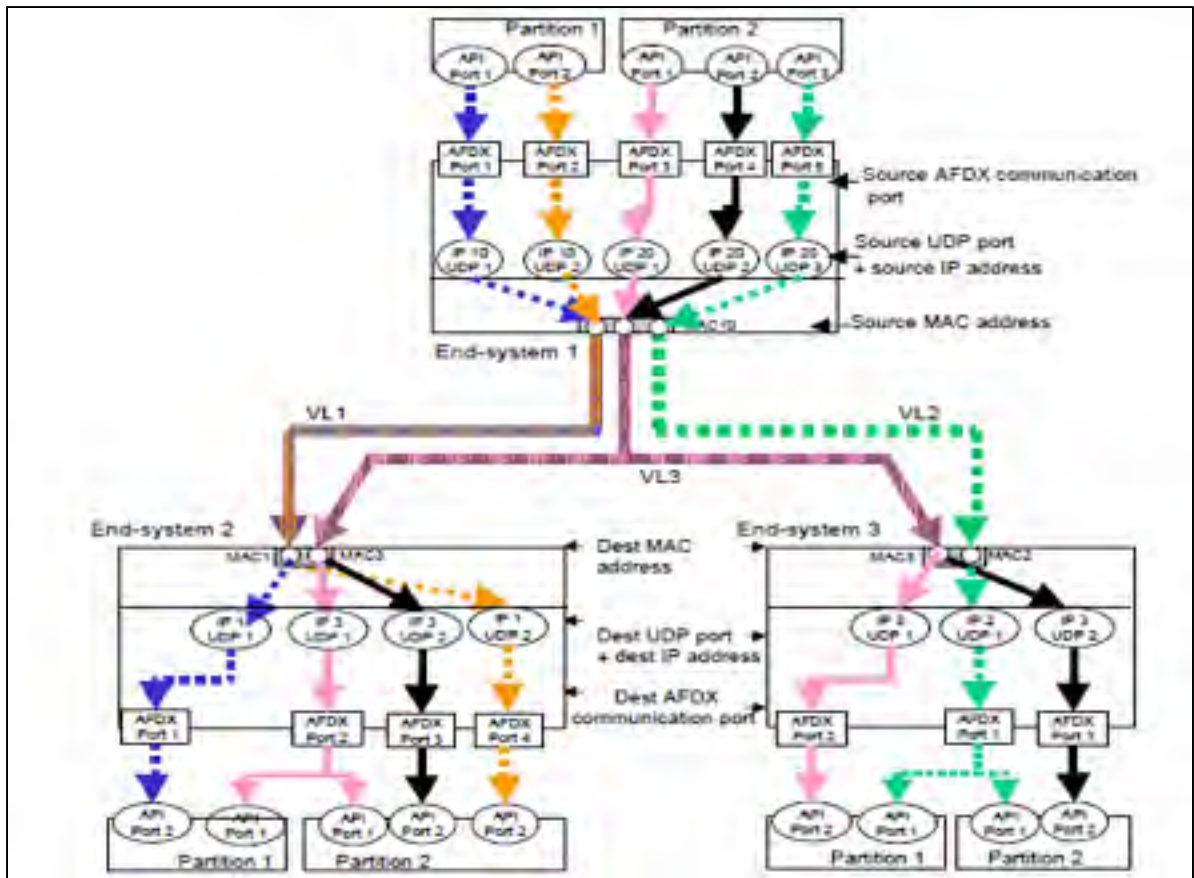 Partition 1
Partition 2
API
Port 1
API
Port 2
API
Port 1
API
Port 2
API
Port 3
AFDX
Port 1
AFDX
Port 2
AFDX
Port 3
AFDX
Port 4
AFDX
Port 5
Source AFDX communication
port
IP 10
UDP 1
IP 10
UDP 2
IP 20
UDP 1
IP 20
UDP 2
IP 20
UDP 3
Source UDP port
+ source IP address
Source MAC address
End-system 1
VL1
VL2
VL3
End-system 2
End-system 3
MAC1
MAC3
Dest MAC
address
MAC3
MAC2
IP 1
UDP 1
IP 3
UDP 1
IP 3
UDP 2
IP 1
UDP 2
Dest UDP port
+ dest IP address
IP 3
UDP 1
IP 2
UDP 1
IP 3
UDP 2
Dest AFDX
communication port
AFDX
Port 1
AFDX
Port 2
AFDX
Port 3
AFDX
Port 4
AFDX
Port 2
AFDX
Port 1
AFDX
API
Port 2
API
Port 1
API
Port 1
API
Port 2
API
Port 2
API
Port 2
API
Port 1
API
Port 1
API
Port 2
Partition 1
Partition 2
Partition 1
Partition 2